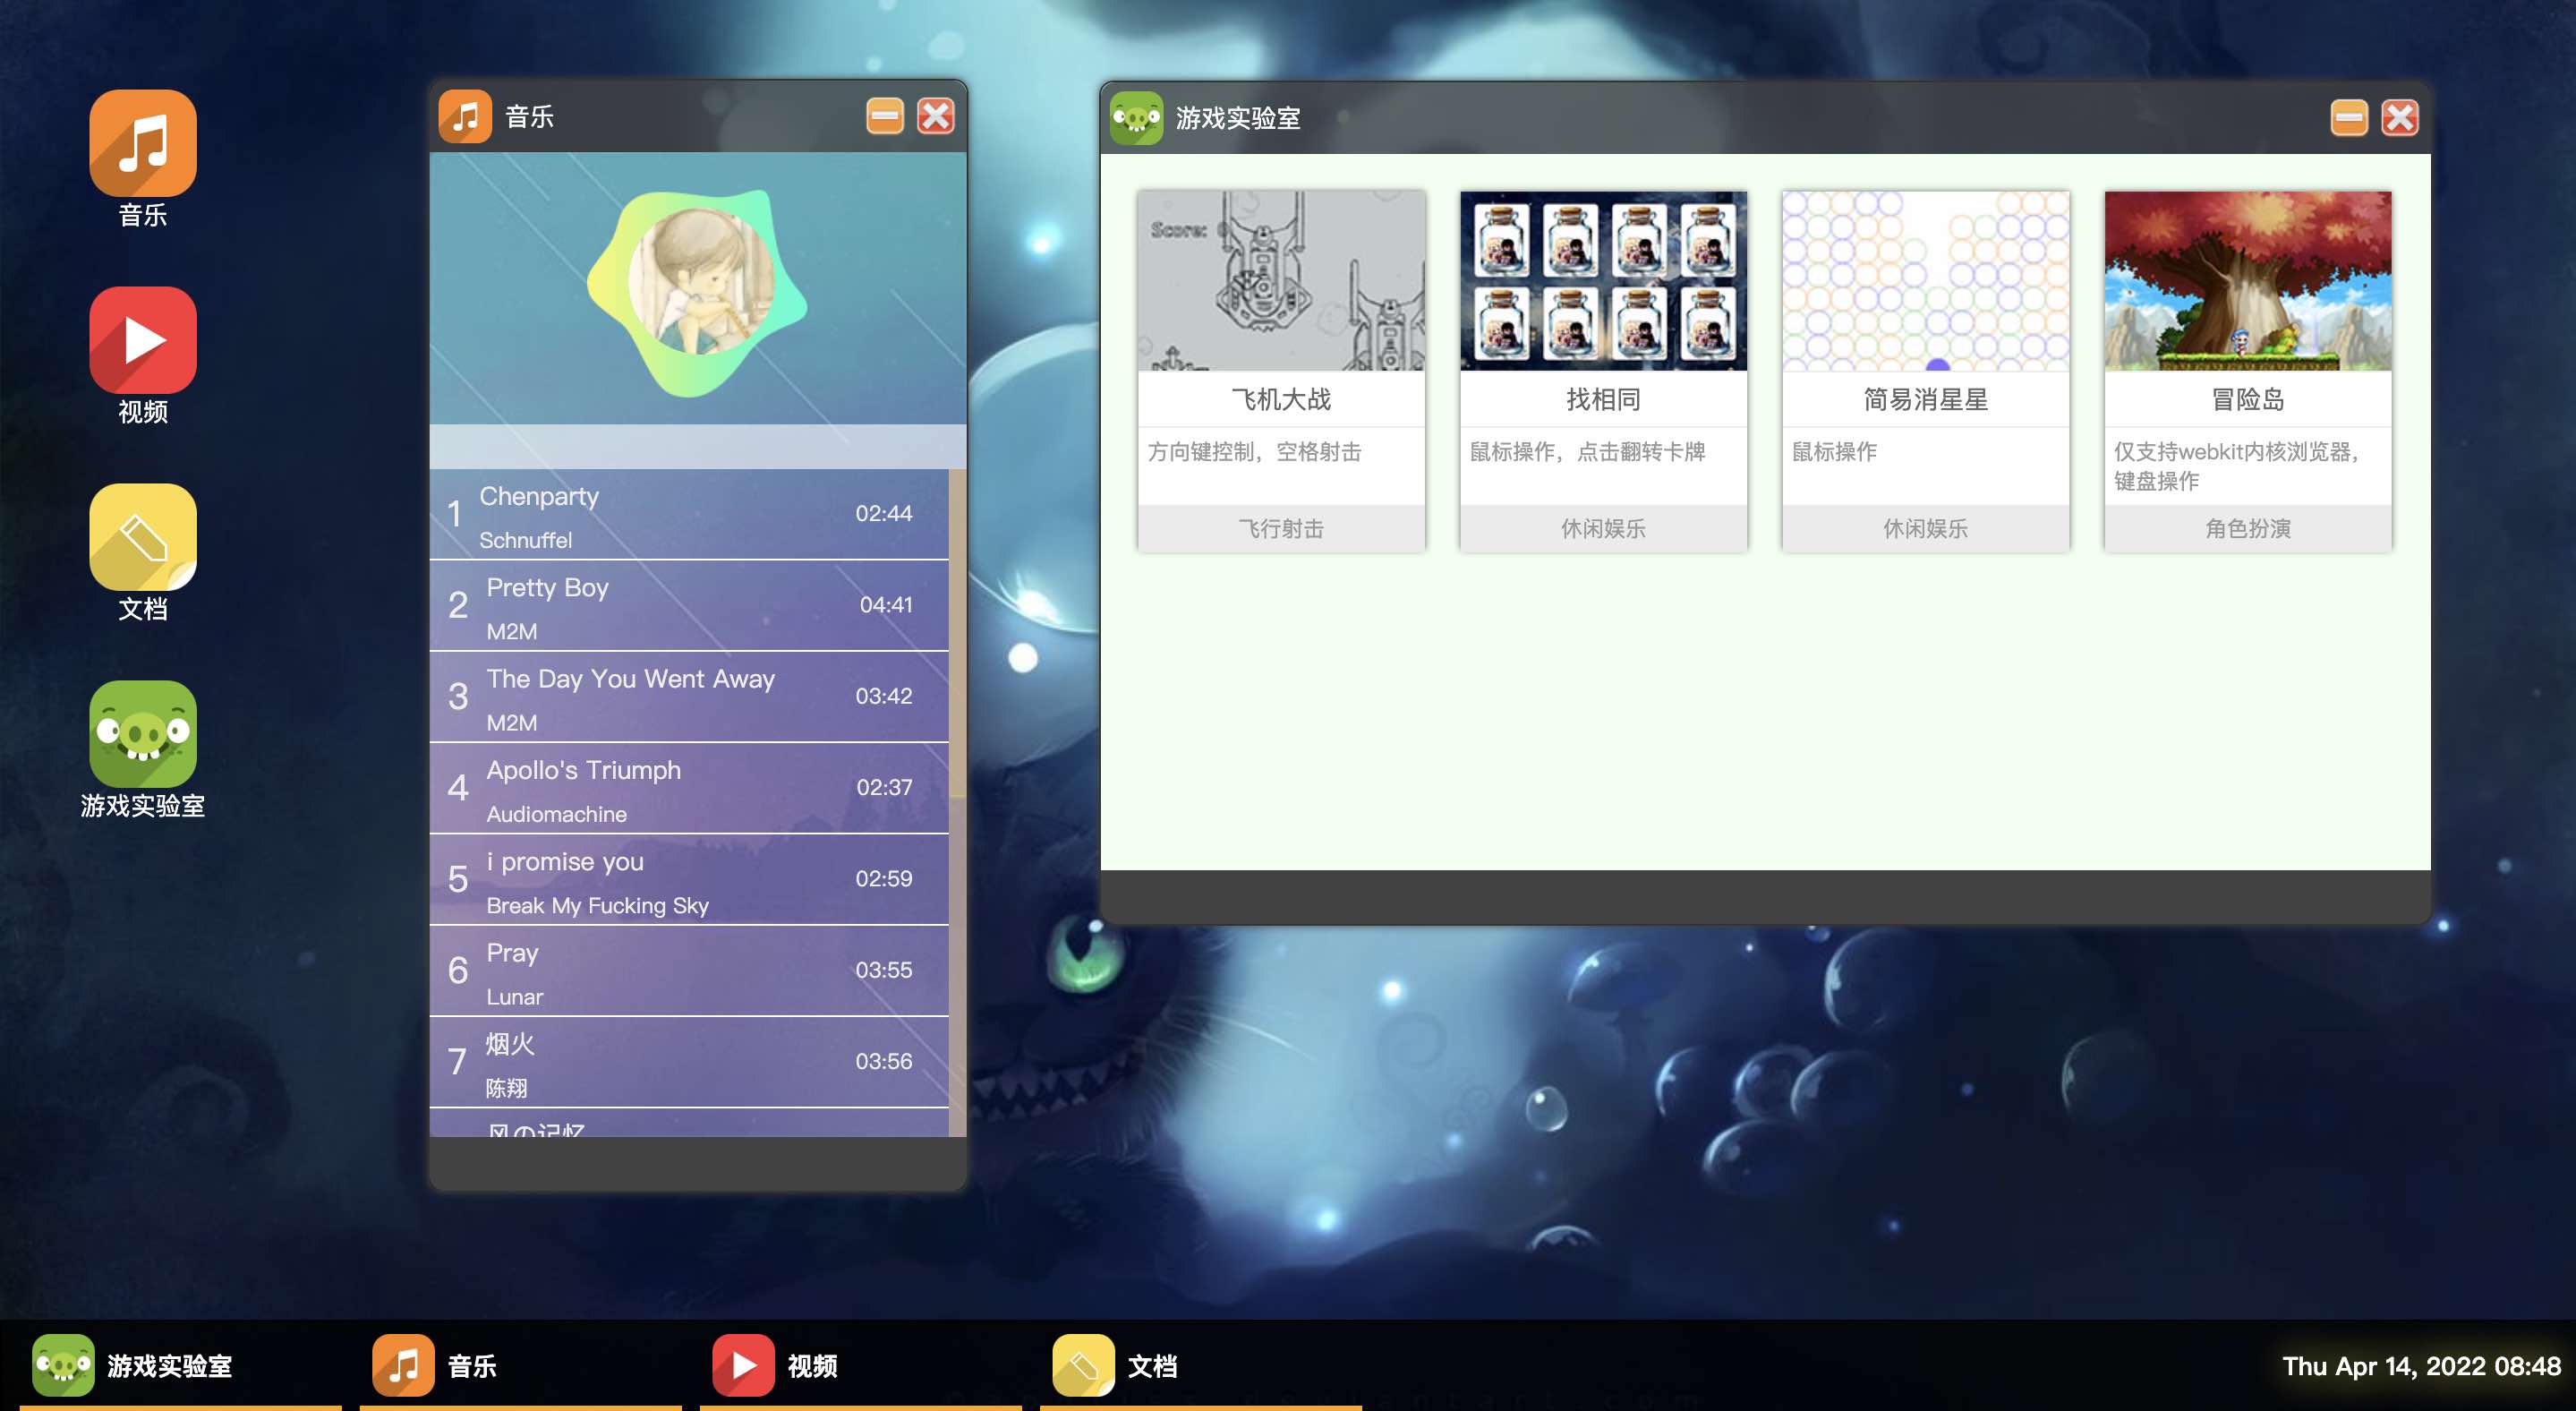 音乐
视频
文档
游戏实验室
音乐
1
Chenparty
Schnuffel
02:44
2
Pretty Boy
M2M
04:41
3
The Day You Went Away
M2M
03:42
4
Apollo's Triumph
Audiomachine
02:37
5
i promise you
Break My Fucking Sky
02:59
6
Pray
Lunar
03:55
7
烟火
陈翔
03:56
风の记忆
游戏实验室
Score:
飞机大战
方向键控制，空格射击
飞行射击
找相同
鼠标操作，点击翻转卡牌
休闲娱乐
简易消星星
鼠标操作
休闲娱乐
冒险岛
仅支持webkit内核浏览器，
键盘操作
角色扮演
游戏实验室
音乐
视频
文档
Thu Apr 14, 2022 08:48